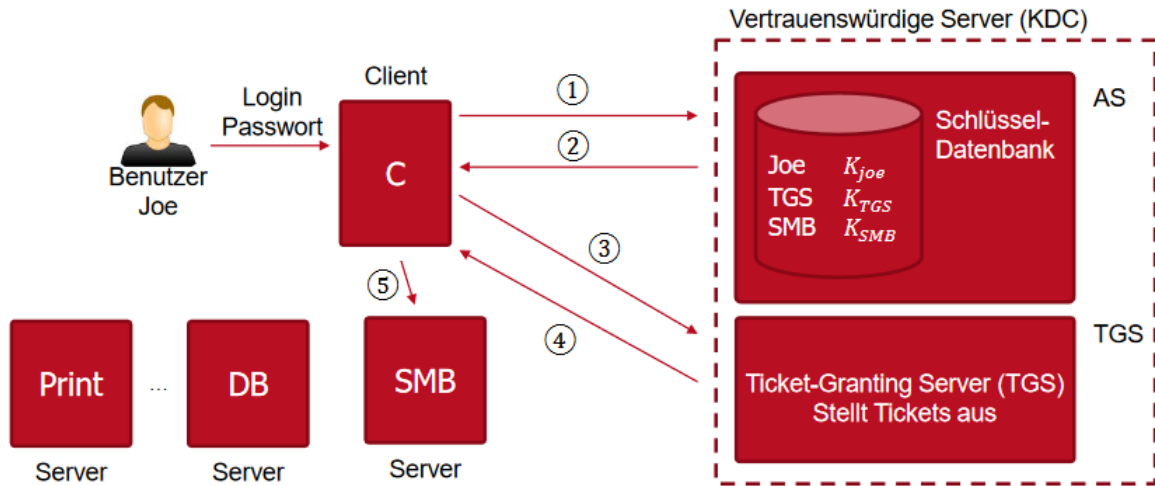 Vertrauenswürdige Server (KDC)
Client
Login
Passwort
Benutzer
Joe
C
①
②
③
④
⑤
AS
Schlüssel-
Datenbank
Joe K_joe
TGS K_TGS
SMB K_SMB
TGS
Ticket-Granting Server (TGS)
Stellt Tickets aus
Print
...
DB
SMB
Server
Server
Server